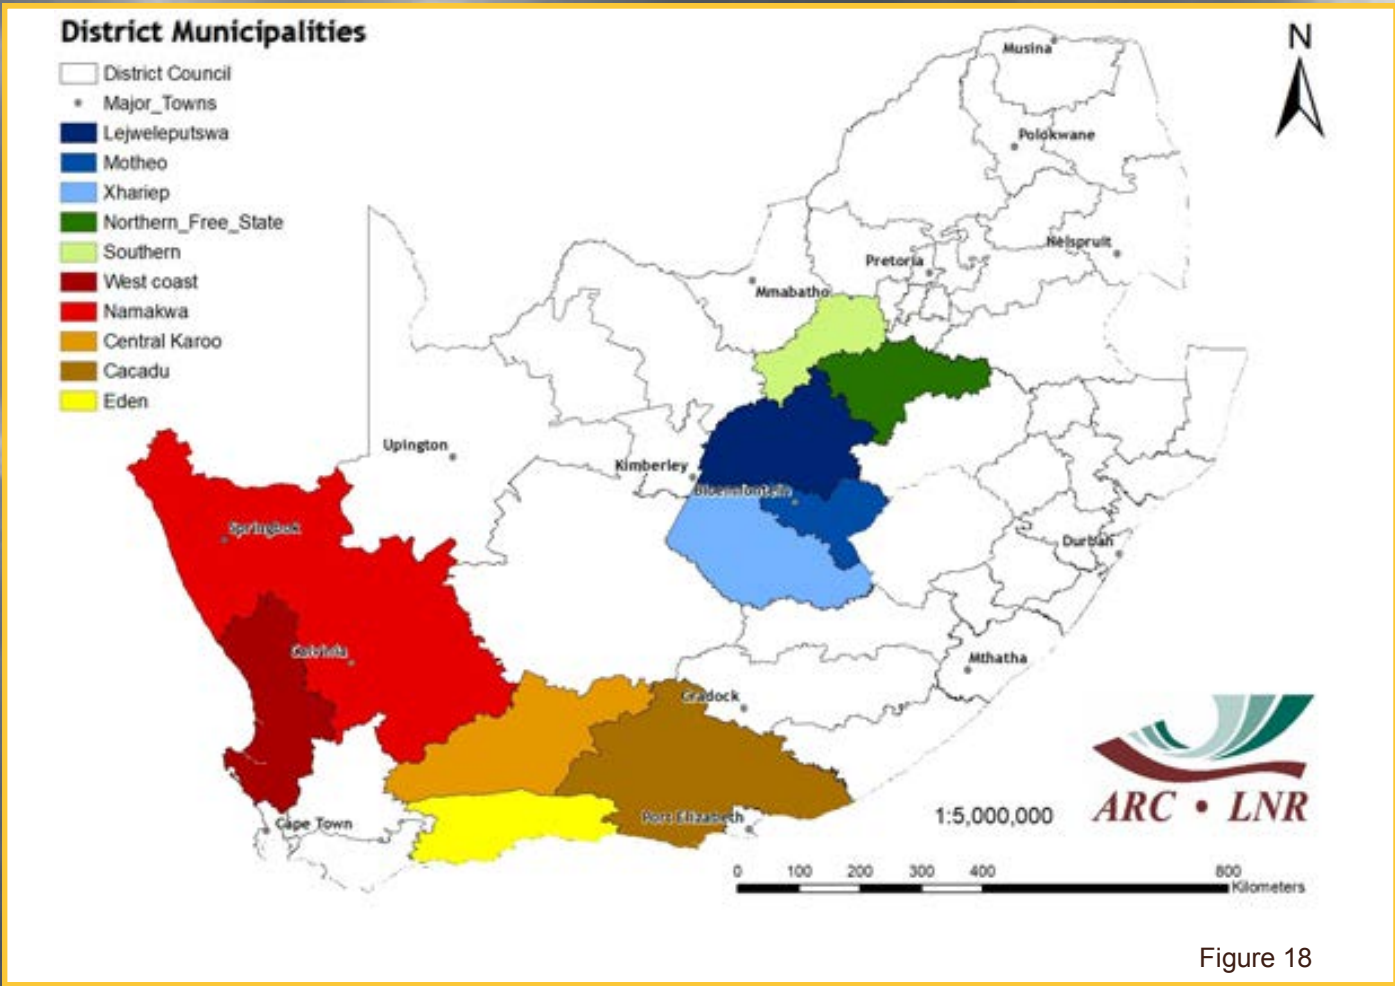 District Municipalities
District Council
Major_Towns
Lejweleputswa
Motheo
Xhariep
Northern_Free_State
Southern
West coast
Namakwa
Central Karoo
Cacadu
Eden
N
Musina
Polokwane
Nelspruit
Pretoria
Mmabatho
Upington
Kimberley
Bloemfontein
Springbok
Durban
Calvinia
Mthatha
Cradock
Port Elizabeth
Cape Town
1:5,000,000
ARC • LNR
0 100 200 300 400 800
Kilometers
Figure 18